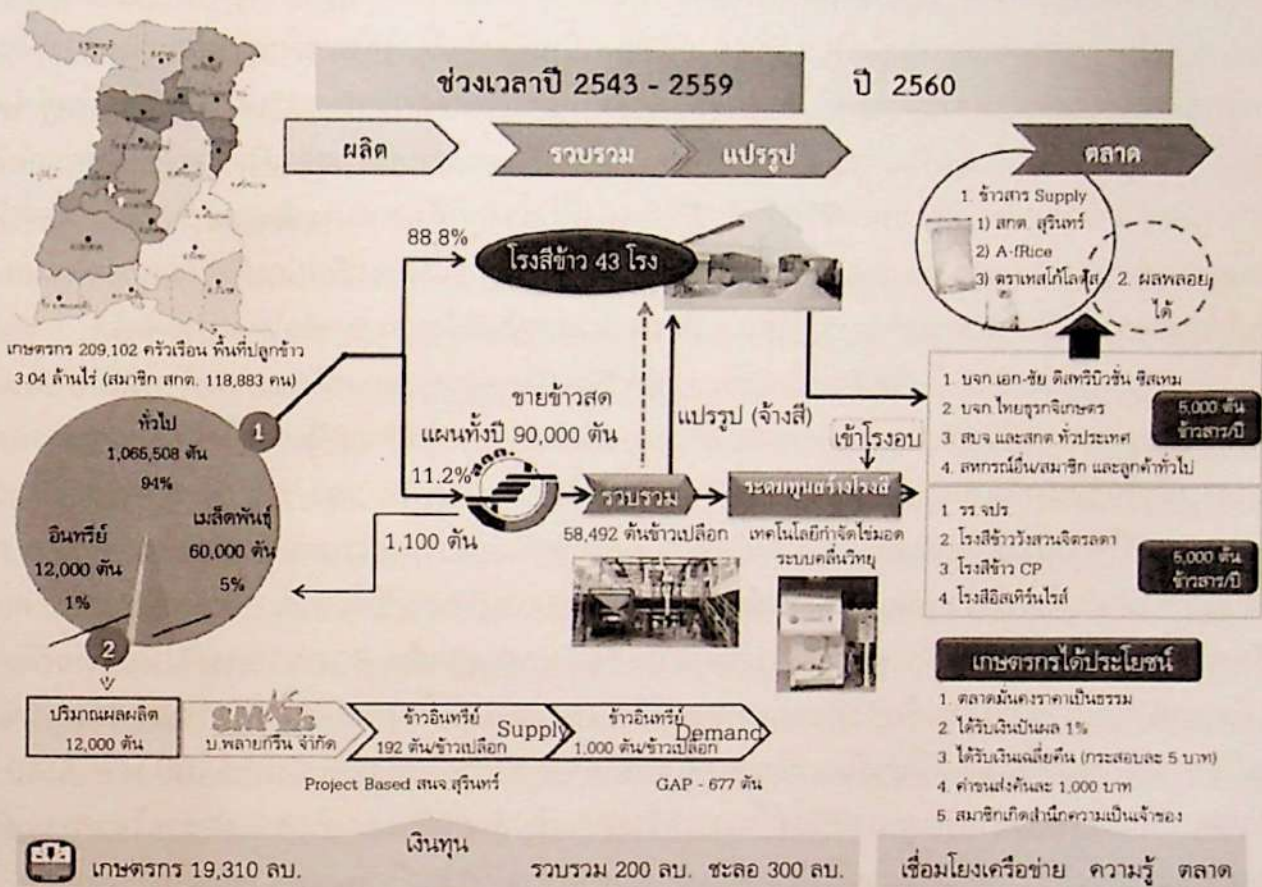 ช่วงเวลาปี 2543 - 2559
ปี 2560
ผลิต
รวบรวม
แปรรูป
ตลาด
1. ข้าวสาร Supply
1) สกต. สุรินทร์
2) A-fRice
3) ตราเทสโก้โลตัส
2. ผลพลอย
ได้
88.8%
โรงสีข้าว 43 โรง
เกษตรกร 209,102 ครัวเรือน พื้นที่ปลูกข้าว
3.04 ล้านไร่ (สมาชิก สกต. 118,883 คน)
1
ทั่วไป
1,065,508 ตัน
94%
เมล็ดพันธุ์
60,000 ตัน
5%
อินทรีย์
12,000 ตัน
1%
2
ขายข้าวสด
แผนทั้งปี 90,000 ตัน
สกต.
11.2%
1,100 ตัน
แปรรูป (จ้างสี)
เข้าโรงอบ
รวบรวม
58,492 ตันข้าวเปลือก
ระดมทุนสร้างโรงสี
เทคโนโลยีกำจัดไข่มอด
ระบบคลื่นวิทยุ
1. บจก.เอก-ชัย ดิสทริบิวชั่น ซิสเทม
2. บจก.ไทยธุรกิจเกษตร
3. สนจ และสกต.ทั่วประเทศ
4. สหกรณ์อื่น/สมาชิก และลูกค้าทั่วไป
5,000 ตัน
ข้าวสาร/ปี
1 รร จปร
2. โรงสีข้าววังสวนจิตรลดา
3 โรงสีข้าว CP
4. โรงสีอิสเทิร์นไรส์
5,000 ตัน
ข้าวสาร/ปี
เกษตรกรได้ประโยชน์
1. ตลาดมั่นคงราคาเป็นธรรม
2. ได้รับเงินปันผล 1%
3. ได้รับเงินเฉลี่ยคืน (กระสอบละ 5 บาท)
4. ค่าขนส่งคันละ 1,000 บาท
5. สมาชิกเกิดสำนึกความเป็นเจ้าของ
ปริมาณผลผลิต
12,000 ตัน
บ.พลายกรีน จำกัด
ข้าวอินทรีย์ Supply
192 ตัน/ข้าวเปลือก
ข้าวอินทรีย์ Demand
1,000 ตัน/ข้าวเปลือก
Project Based สนจ.สุรินทร์
GAP - 677 ตัน
เงินทุน
เกษตรกร 19,310 ลบ.
รวบรวม 200 ลบ. ชะลอ 300 ลบ.
เชื่อมโยงเครือข่าย ความรู้ ตลาด